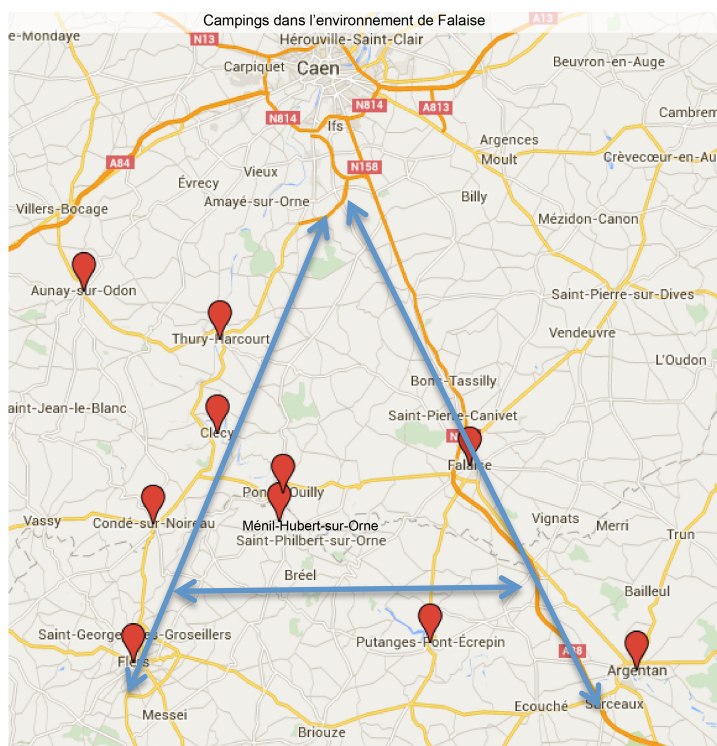 Campings dans l'environnement de Falaise
e-Mondaye
N13
Hérouville-Saint-Clair
A13
Carpiquet
Caen
Beuvron-en-Auge
N814
N814
A813
Cambrem
Ifs
Argences
Moult
Crèvecœur-en-Au
A84
N158
Vieux
Évrecy
Amayé-sur-Orne
Billy
Villers-Bocage
Mézidon-Canon
Aunay-sur-Odon
Saint-Pierre-sur-Dives
Thury-Harcourt
Vendeuvre
L'Oudon
Bons-Tassilly
aint-Jean-le-Blanc
Saint-Pierre-Canivet
Clécy
N
Falaise
Pont Ouilly
Vassy
Condé-sur-Noireau
Ménil-Hubert-sur-Orne
Vignats
Merri
Trun
Saint-Philbert-sur-Orne
Bréel
Bailleul
Saint-George es-Groseillers
Putanges-Pont-Écrepin
A88
Flers
Argentan
Ecouché
Sarceaux
Messei
Briouze